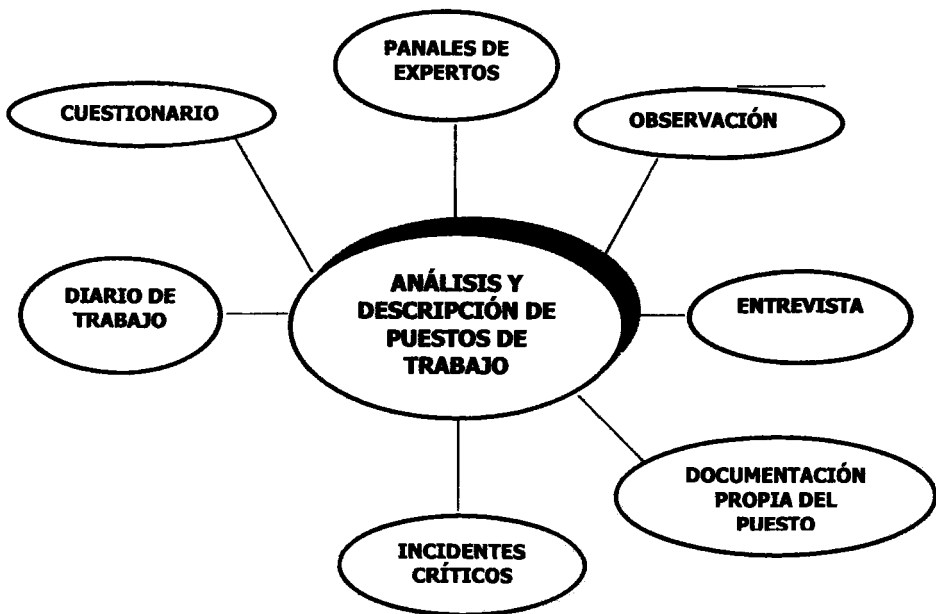 PANALES DE
EXPERTOS
CUESTIONARIO
OBSERVACIÓN
DIARIO DE
TRABAJO
ANÁLISIS Y
DESCRIPCIÓN DE
PUESTOS DE
TRABAJO
ENTREVISTA
DOCUMENTACIÓN
PROPIA DEL
PUESTO
INCIDENTES
CRÍTICOS